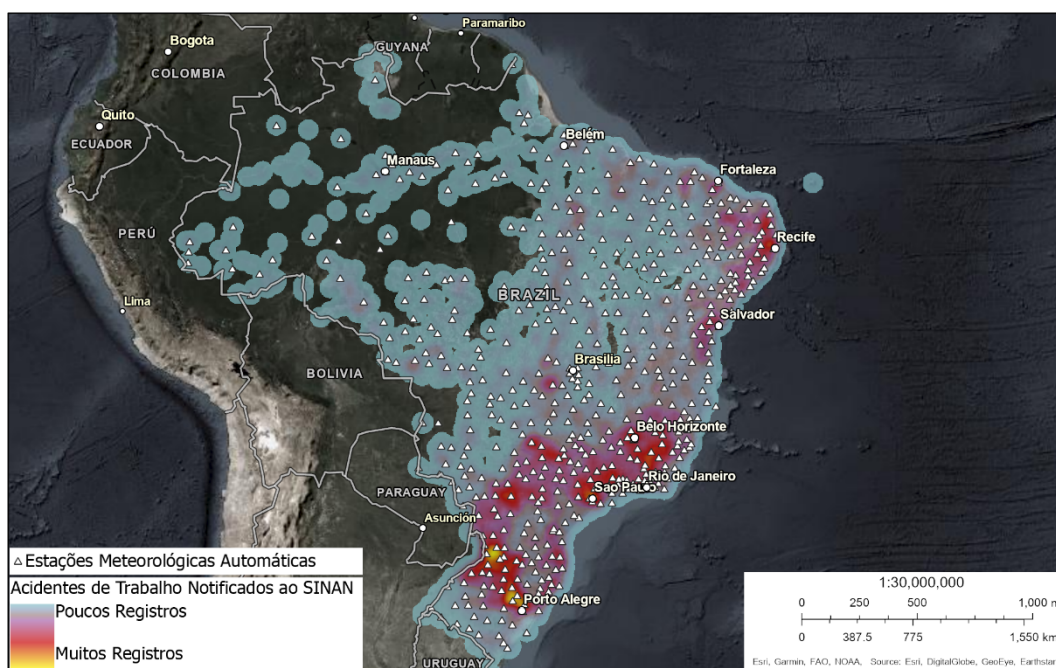 Paramaribo
Bogota
GUYANA
COLOMBIA
Quito
ECUADOR
Belém
Manaus
Fortaleza
PERÚ
Recife
Lima
BRAZIL
Salvador
Brasilia
BOLIVIA
Belo Horizonte
Rio de Janeiro
Sao Paulo
PARAGUAY
Asunción
Estações Meteorológicas Automáticas
Acidentes de Trabalho Notificados ao SINAN
Poucos Registros
Muitos Registros
Porto Alegre
URUGUAY
1:30,000,000
0 250 500 1,000 m
0 387.5 775 1,550 km
Esri, Garmin, FAO, NOAA, Source: Esri, DigitalGlobe, GeoEye, Earthstar